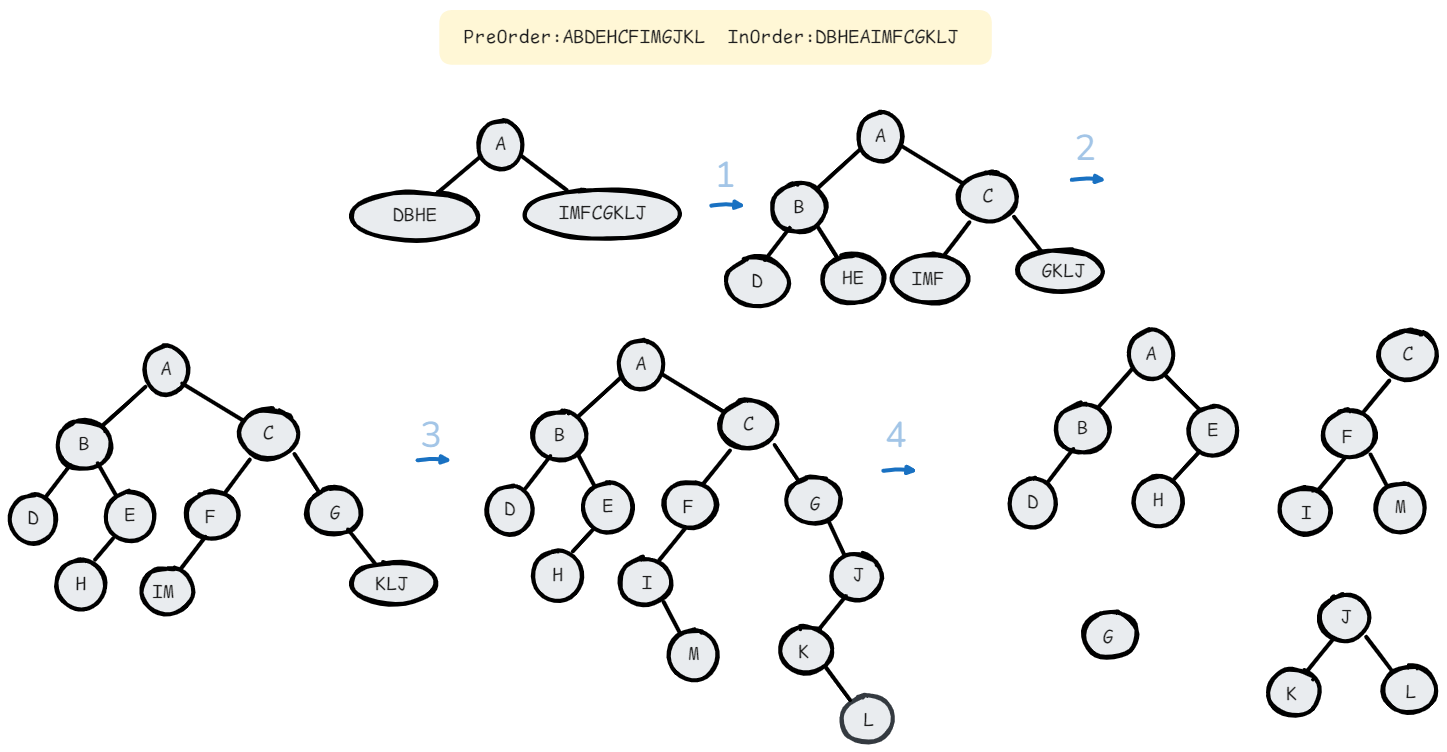 PreOrder:ABDEHCFIMGJKL InOrder:DBHEAIMFCGKLJ
A
DBHE
IMFCGKLJ
1
A
B
C
D
HE
IMF
GKLJ
2
A
B
C
D
E
F
G
H
IM
KLJ
3
A
B
C
D
E
F
G
H
I
J
M
K
L
4
A
B
E
D
H
C
F
I
M
G
J
K
L